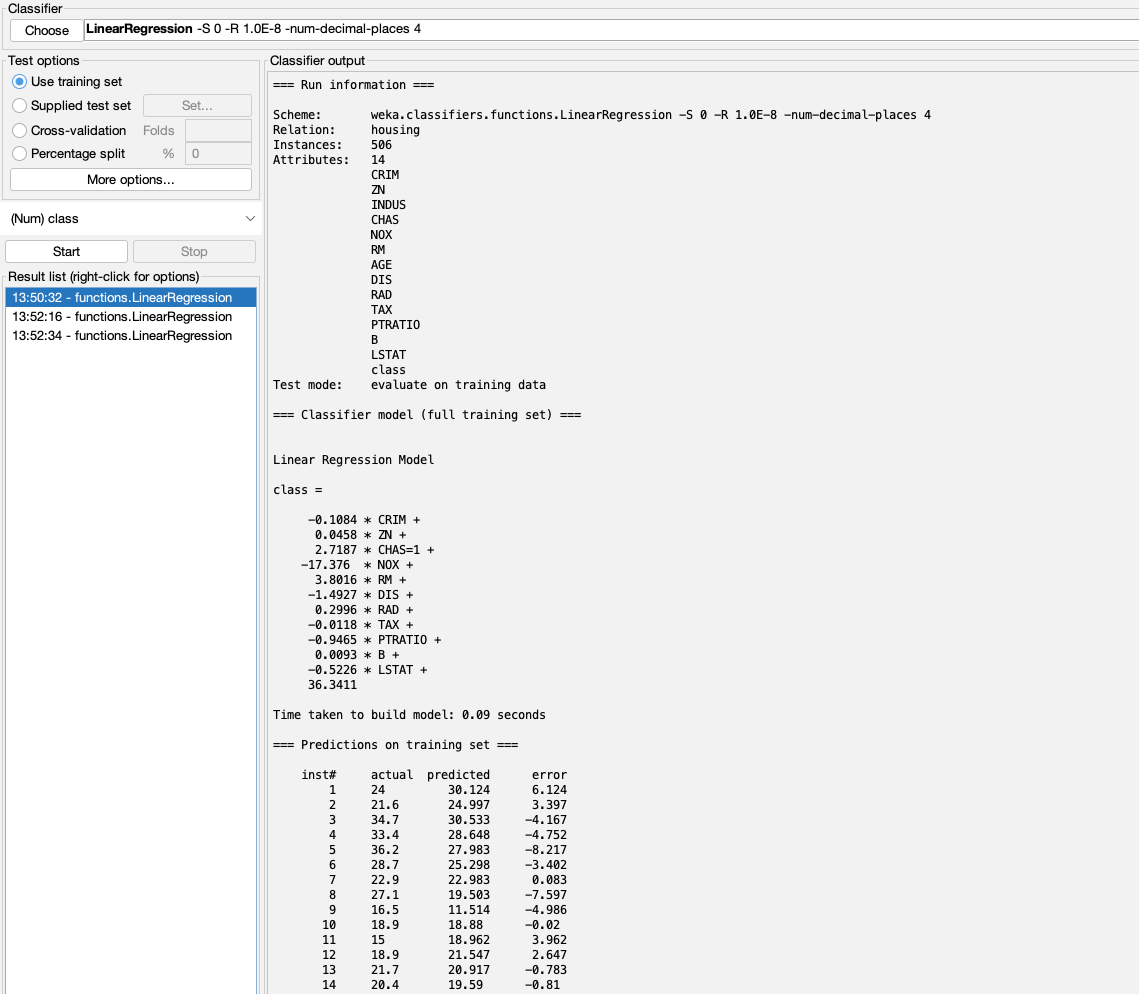 Classifier
Choose LinearRegression -S 0 -R 1.0E-8 -num-decimal-places 4
Test options
Use training set
Supplied test set Set...
Cross-validation Folds
Percentage split % 0
More options...
(Num) class
Start Stop
Result list (right-click for options)
13:50:32 - functions.LinearRegression
13:52:16 - functions.LinearRegression
13:52:34 - functions.LinearRegression
Classifier output
=== Run information ===
Scheme: weka.classifiers.functions.LinearRegression -S 0 -R 1.0E-8 -num-decimal-places 4
Relation: housing
Instances: 506
Attributes: 14
CRIM
ZN
INDUS
CHAS
NOX
RM
AGE
DIS
RAD
TAX
PTRATIO
B
LSTAT
class
Test mode: evaluate on training data
=== Classifier model (full training set) ===
Linear Regression Model
class =
-0.1084 * CRIM +
0.0458 * ZN +
2.7187 * CHAS=1 +
-17.376 * NOX +
3.8016 * RM +
-1.4927 * DIS +
0.2996 * RAD +
-0.0118 * TAX +
-0.9465 * PTRATIO +
0.0093 * B +
-0.5226 * LSTAT +
36.3411
Time taken to build model: 0.09 seconds
=== Predictions on training set ===
inst# actual predicted error
1 24 30.124 6.124
2 21.6 24.997 3.397
3 34.7 30.533 -4.167
4 33.4 28.648 -4.752
5 36.2 27.983 -8.217
6 28.7 25.298 -3.402
7 22.9 22.983 0.083
8 27.1 19.503 -7.597
9 16.5 11.514 -4.986
10 18.9 18.88 -0.02
11 15 18.962 3.962
12 18.9 21.547 2.647
13 21.7 20.917 -0.783
14 20.4 19.59 -0.81